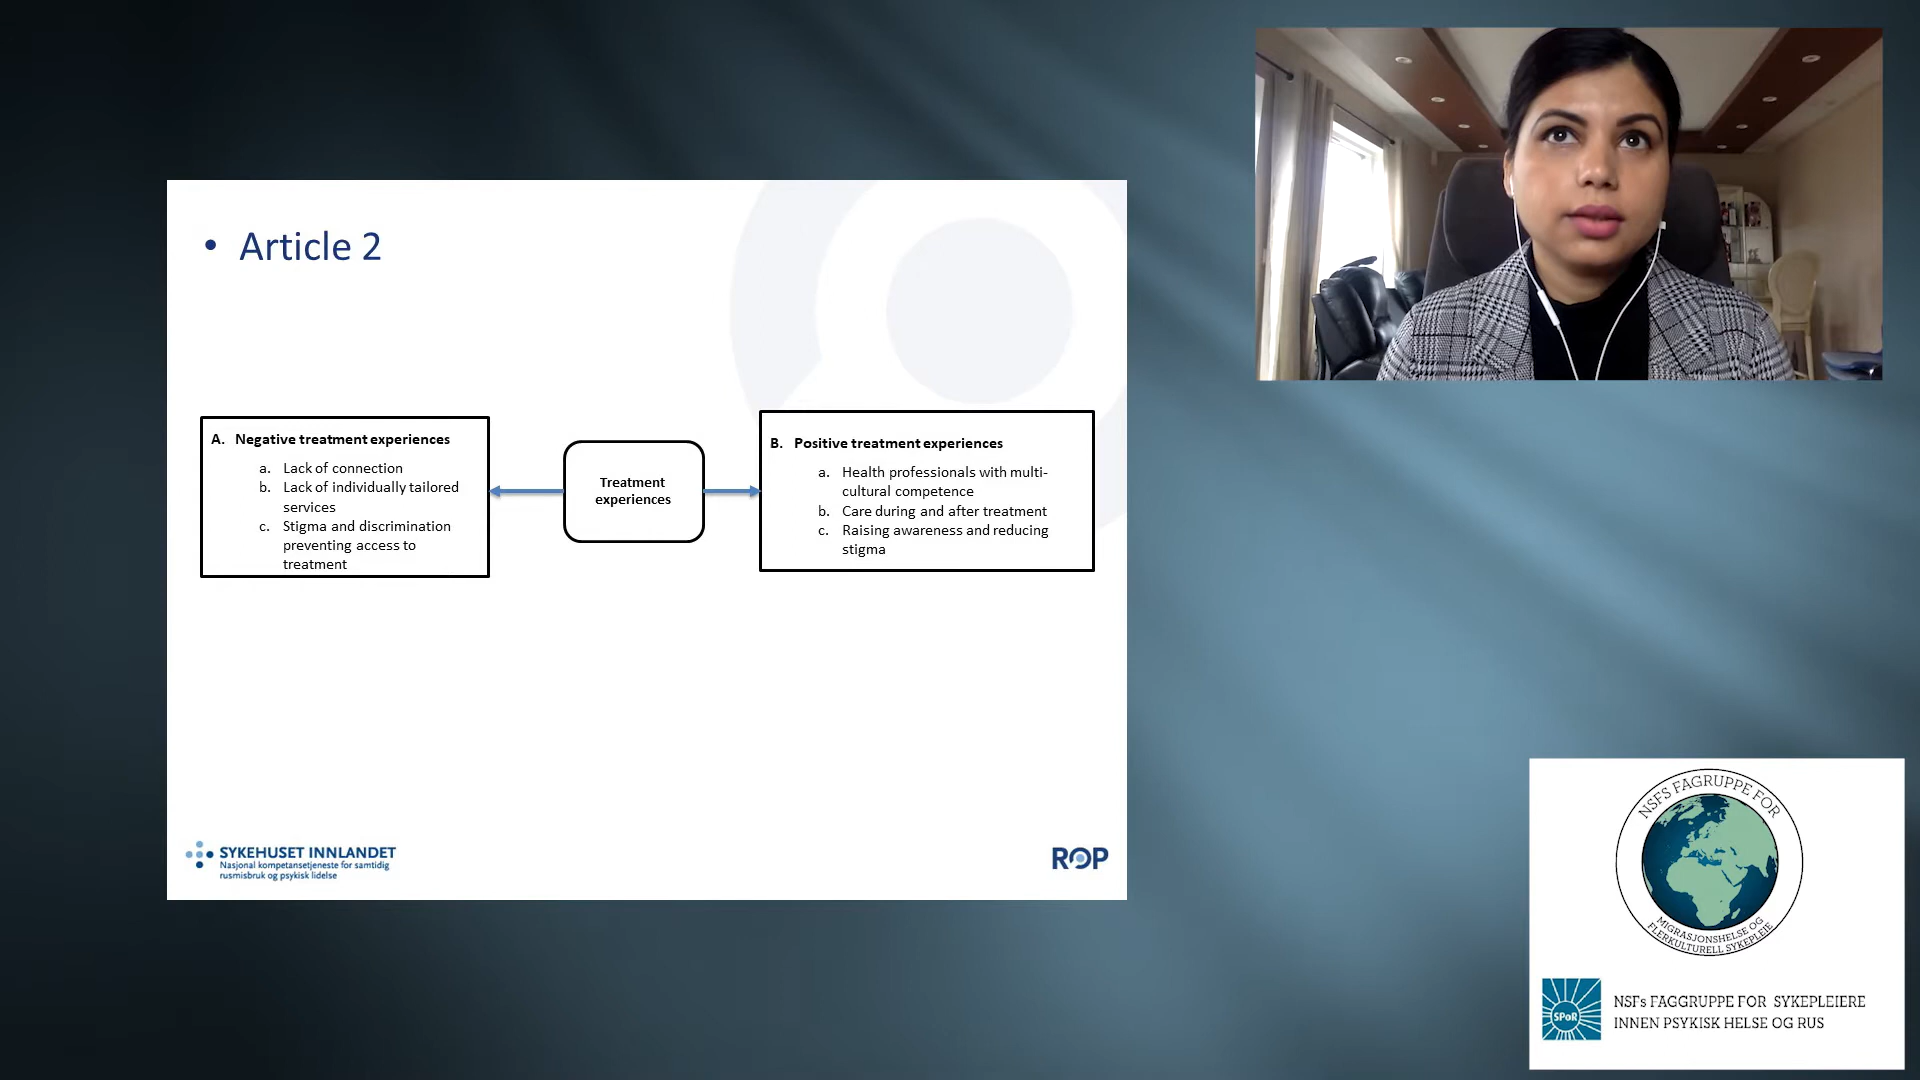 • Article 2
A. Negative treatment experiences
a. Lack of connection
b. Lack of individually tailored
services
c. Stigma and discrimination
preventing access to
treatment
Treatment
experiences
B. Positive treatment experiences
a. Health professionals with multi-
cultural competence
b. Care during and after treatment
c. Raising awareness and reducing
stigma
SYKEHUSET INNLANDET
Nasjonal kompetansetjeneste for samtidig
rusmisbruk og psykisk lidelse
ROP
NSFS FAGRUPPE FOR
MIGRASJONSHELSE OG
FLERKULTURELL SYKEPLEIE
SPoR
NSFs FAGGRUPPE FOR SYKEPLEIERE
INNEN PSYKISK HELSE OG RUS